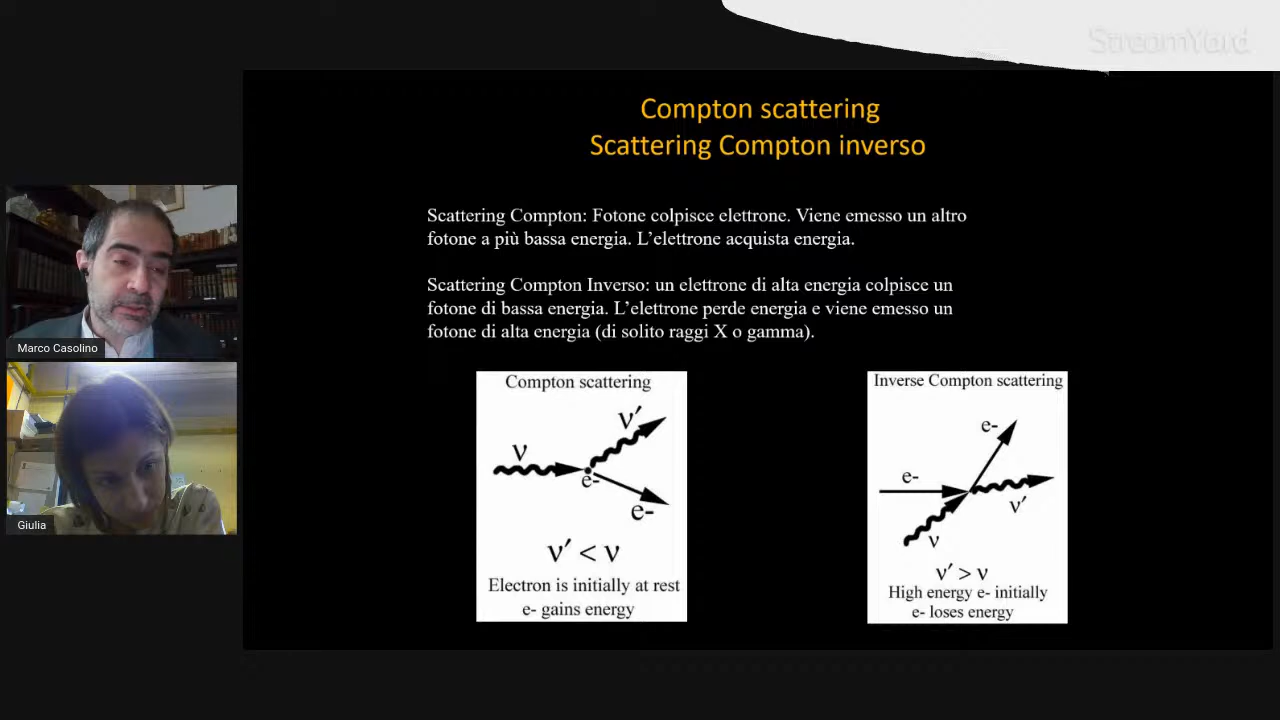 StreamYard
Compton scattering
Scattering Compton inverso
Scattering Compton: Fotone colpisce elettrone. Viene emesso un altro
fotone a più bassa energia. L’elettrone acquista energia.
Scattering Compton Inverso: un elettrone di alta energia colpisce un
fotone di bassa energia. L’elettrone perde energia e viene emesso un
fotone di alta energia (di solito raggi X o gamma).
Marco Casolino
Giulia
Compton scattering
ν
ν′
e-
e-
ν′ < ν
Electron is initially at rest
e- gains energy
Inverse Compton scattering
e-
e-
ν′
ν
ν′ > ν
High energy e- initially
e- loses energy